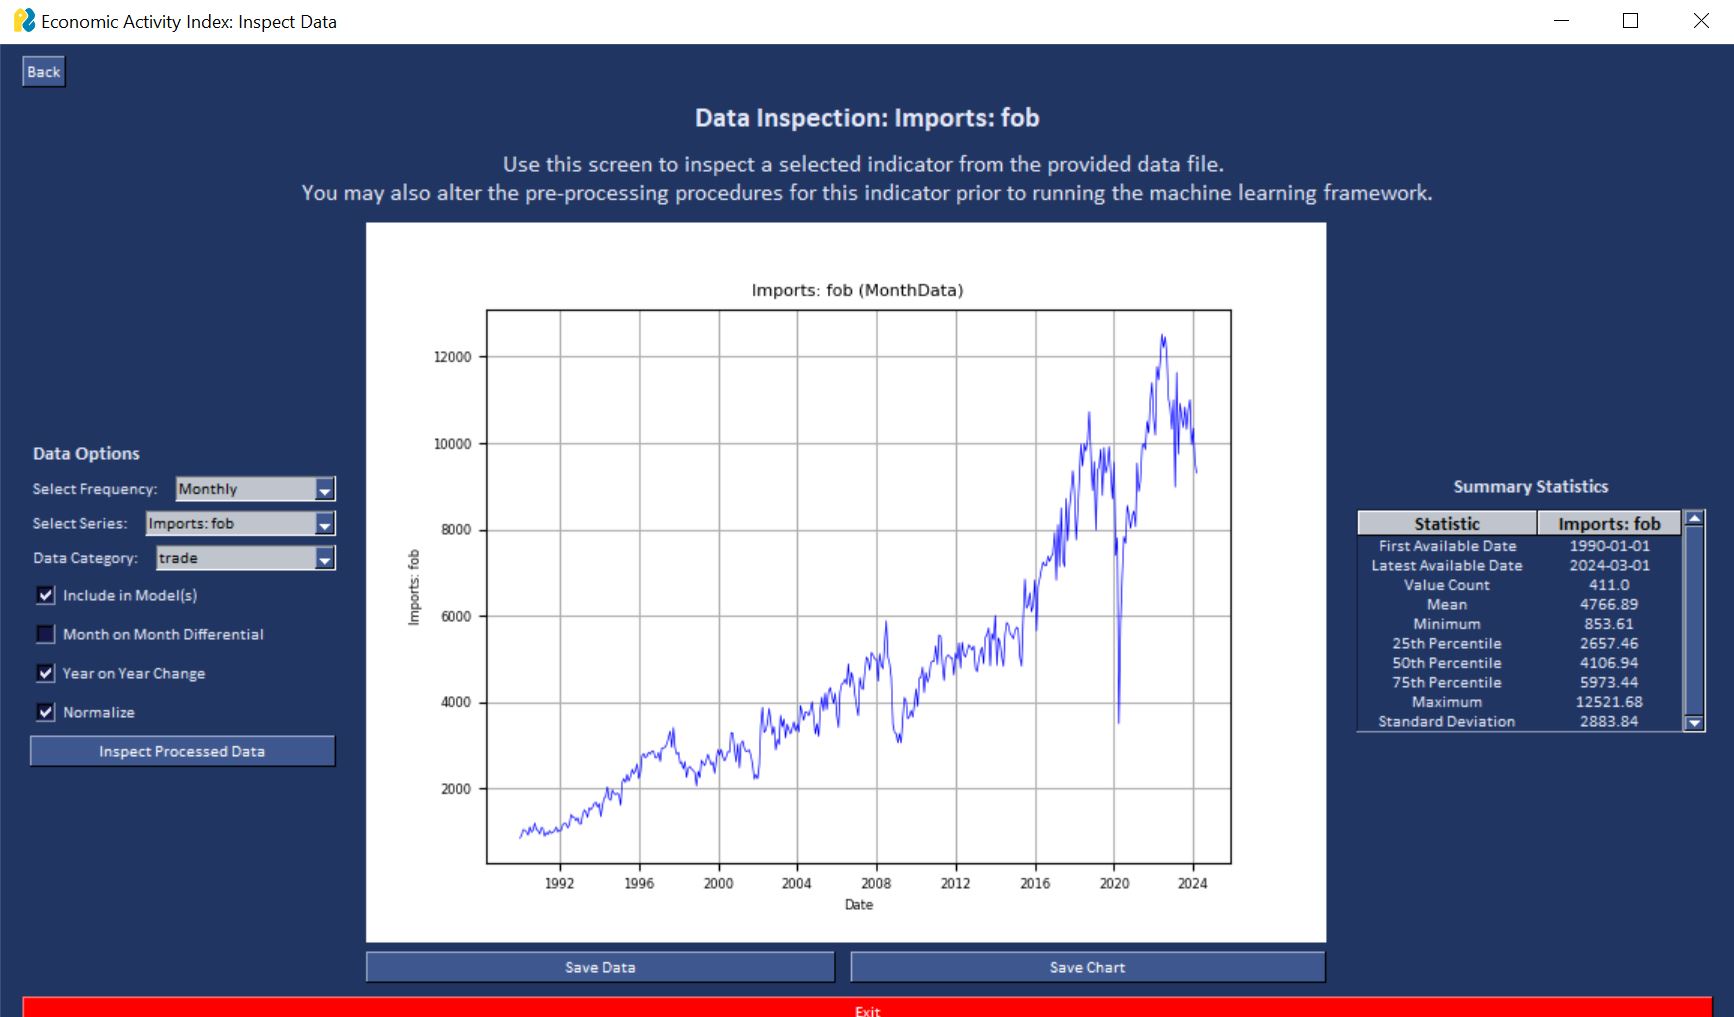 Economic Activity Index: Inspect Data
Back
Data Inspection: Imports: fob
Use this screen to inspect a selected indicator from the provided data file.
You may also alter the pre-processing procedures for this indicator prior to running the machine learning framework.
Data Options
Select Frequency: Monthly
Select Series: Imports: fob
Data Category: trade
Include in Model(s)
Month on Month Differential
Year on Year Change
Normalize
Inspect Processed Data
Imports: fob (MonthData)
Imports: fob
12000
10000
8000
6000
4000
2000
1992 1996 2000 2004 2008 2012 2016 2020 2024
Date
Save Data
Save Chart
Summary Statistics
Statistic Imports: fob
First Available Date 1990-01-01
Latest Available Date 2024-03-01
Value Count 411.0
Mean 4766.89
Minimum 853.61
25th Percentile 2657.46
50th Percentile 4106.94
75th Percentile 5973.44
Maximum 12521.68
Standard Deviation 2883.84
Exit